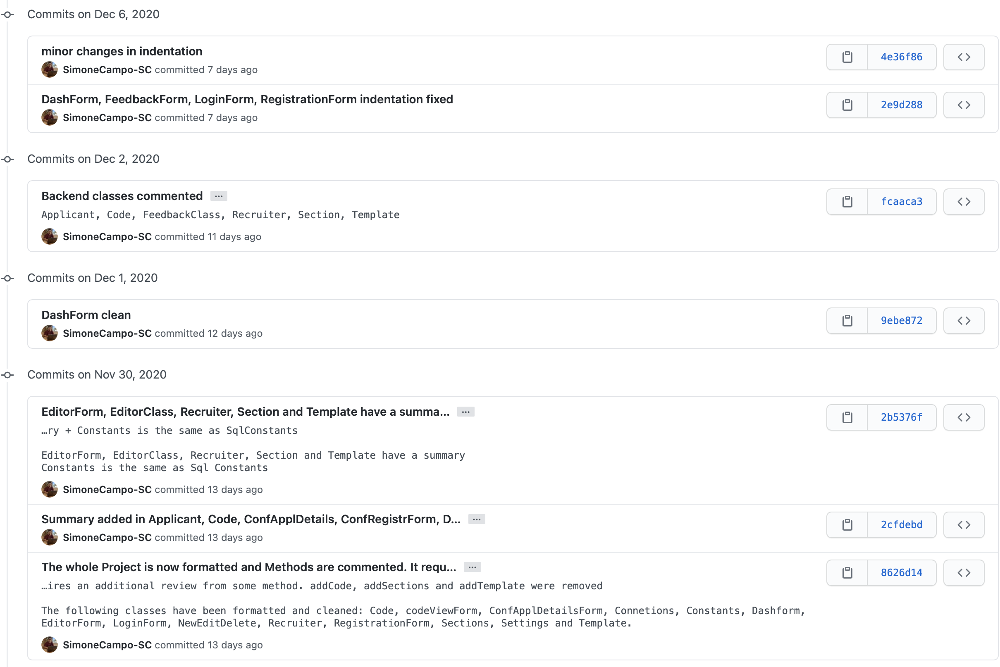 Commits on Dec 6, 2020
minor changes in indentation
SimoneCampo-SC committed 7 days ago
4e36f86
DashForm, FeedbackForm, LoginForm, RegistrationForm indentation fixed
SimoneCampo-SC committed 7 days ago
2e9d288
Commits on Dec 2, 2020
Backend classes commented ...
Applicant, Code, FeedbackClass, Recruiter, Section, Template
SimoneCampo-SC committed 11 days ago
fcaaca3
Commits on Dec 1, 2020
DashForm clean
SimoneCampo-SC committed 12 days ago
9ebe872
Commits on Nov 30, 2020
EditorForm, EditorClass, Recruiter, Section and Template have a summa... ...
…ry + Constants is the same as SqlConstants
EditorForm, EditorClass, Recruiter, Section and Template have a summary
Constants is the same as Sql Constants
SimoneCampo-SC committed 13 days ago
2b5376f
Summary added in Applicant, Code, ConfApplDetails, ConfRegistrForm, D... ...
SimoneCampo-SC committed 13 days ago
2cfdebd
The whole Project is now formatted and Methods are commented. It requ... ...
…ires an additional review from some method. addCode, addSections and addTemplate were removed
The following classes have been formatted and cleaned: Code, codeViewForm, ConfApplDetailsForm, Connetions, Constants, Dashform,
EditorForm, LoginForm, NewEditDelete, Recruiter, RegistrationForm, Sections, Settings and Template.
SimoneCampo-SC committed 13 days ago
8626d14